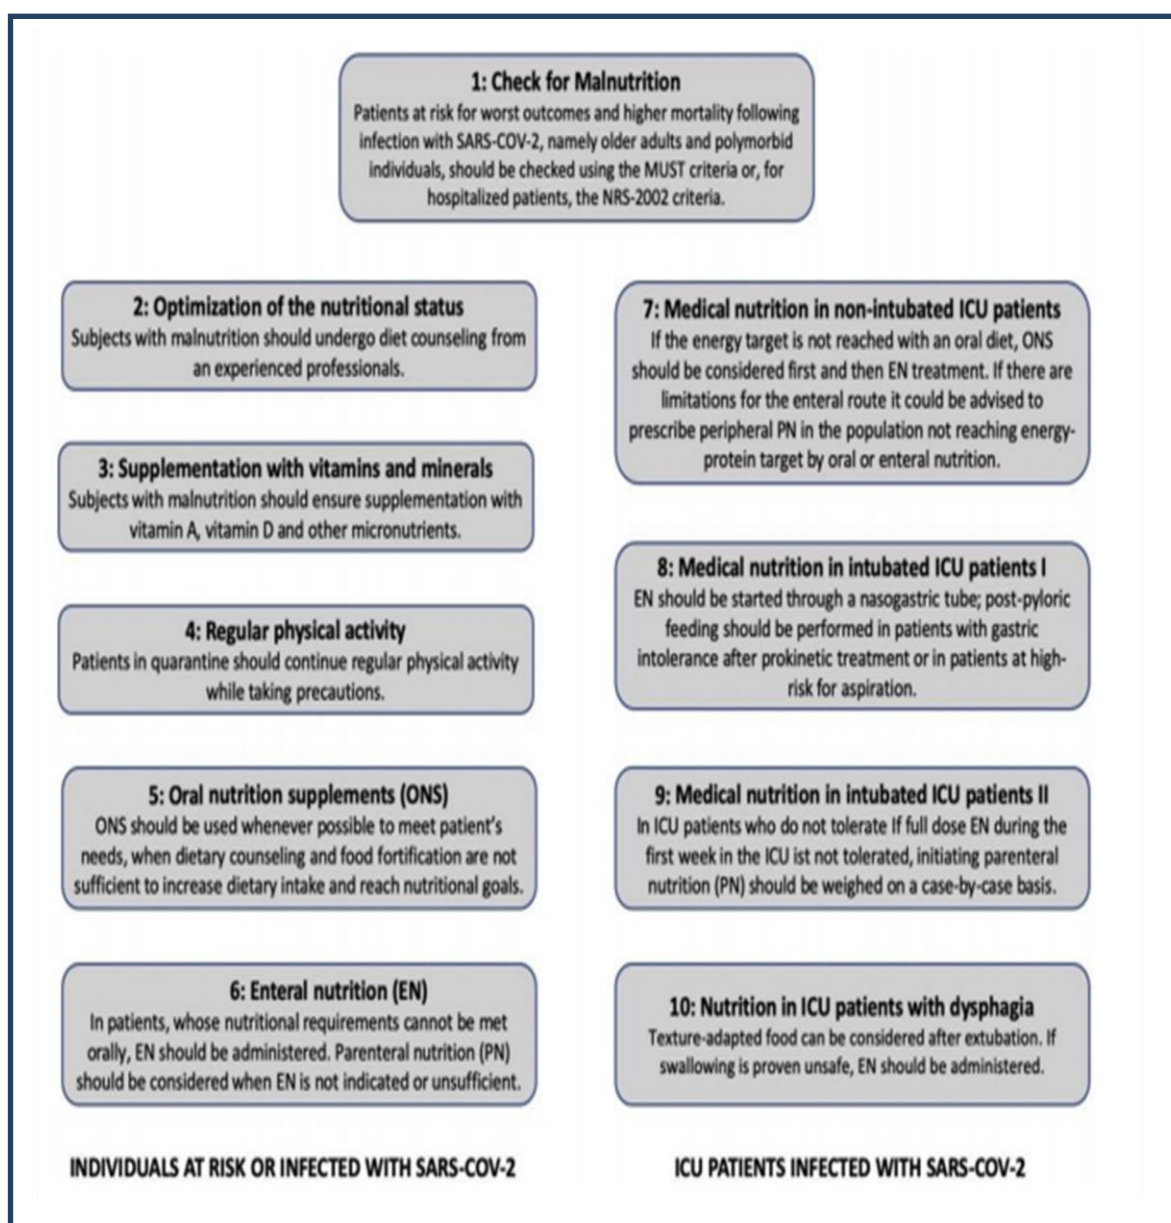 1: Check for Malnutrition
Patients at risk for worst outcomes and higher mortality following
infection with SARS-COV-2, namely older adults and polymorbid
individuals, should be checked using the MUST criteria or, for
hospitalized patients, the NRS-2002 criteria.
2: Optimization of the nutritional status
Subjects with malnutrition should undergo diet counseling from
an experienced professionals.
3: Supplementation with vitamins and minerals
Subjects with malnutrition should ensure supplementation with
vitamin A, vitamin D and other micronutrients.
4: Regular physical activity
Patients in quarantine should continue regular physical activity
while taking precautions.
5: Oral nutrition supplements (ONS)
ONS should be used whenever possible to meet patient's
needs, when dietary counseling and food fortification are not
sufficient to increase dietary intake and reach nutritional goals.
6: Enteral nutrition (EN)
In patients, whose nutritional requirements cannot be met
orally, EN should be administered. Parenteral nutrition (PN)
should be considered when EN is not indicated or unsufficient.
INDIVIDUALS AT RISK OR INFECTED WITH SARS-COV-2
7: Medical nutrition in non-intubated ICU patients
If the energy target is not reached with an oral diet, ONS
should be considered first and then EN treatment. If there are
limitations for the enteral route it could be advised to
prescribe peripheral PN in the population not reaching energy-
protein target by oral or enteral nutrition.
8: Medical nutrition in intubated ICU patients I
EN should be started through a nasogastric tube; post-pyloric
feeding should be performed in patients with gastric
intolerance after prokinetic treatment or in patients at high-
risk for aspiration.
9: Medical nutrition in intubated ICU patients II
In ICU patients who do not tolerate If full dose EN during the
first week in the ICU ist not tolerated, initiating parenteral
nutrition (PN) should be weighed on a case-by-case basis.
10: Nutrition in ICU patients with dysphagia
Texture-adapted food can be considered after extubation. If
swallowing is proven unsafe, EN should be administered.
ICU PATIENTS INFECTED WITH SARS-COV-2